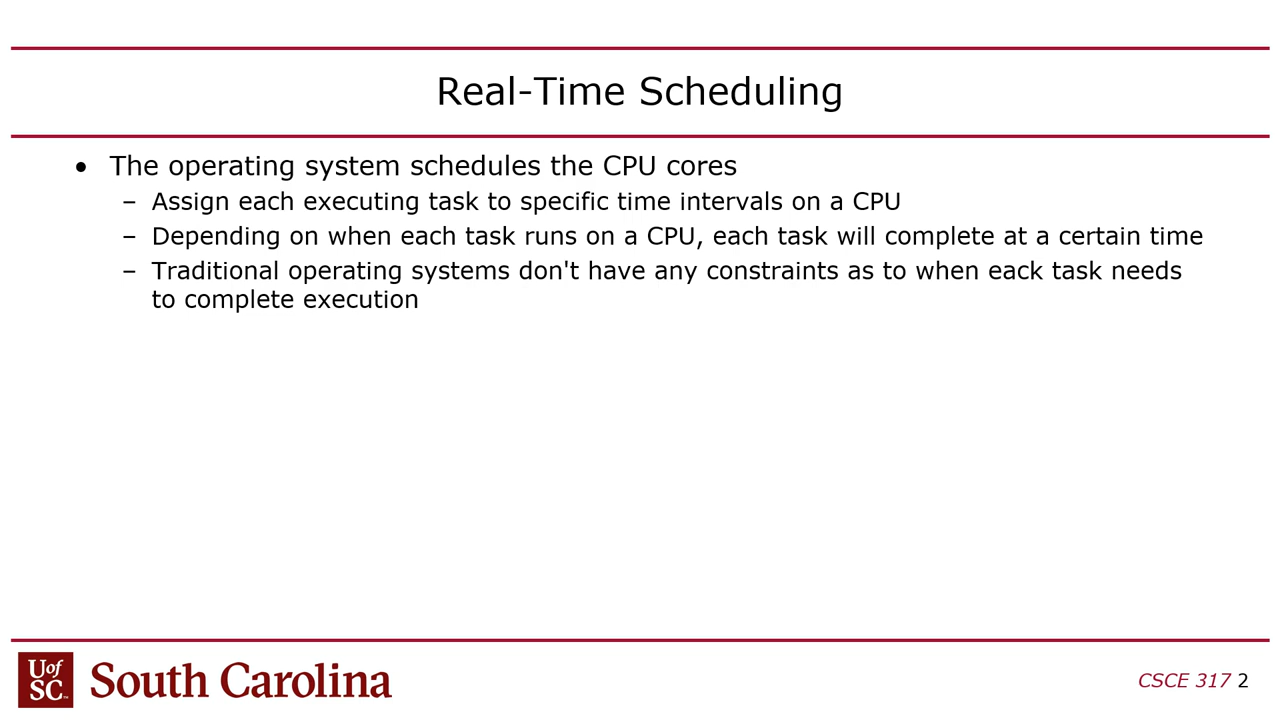 Real-Time Scheduling
• The operating system schedules the CPU cores
– Assign each executing task to specific time intervals on a CPU
– Depending on when each task runs on a CPU, each task will complete at a certain time
– Traditional operating systems don't have any constraints as to when eack task needs
to complete execution
UofSC South Carolina
CSCE 317 2